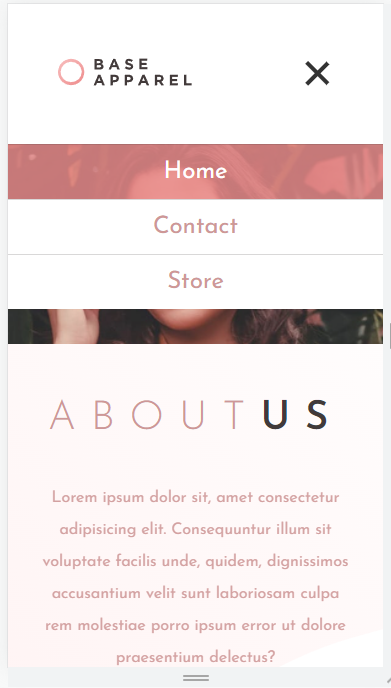 BASE
APPAREL
Home
Contact
Store
ABOUT US
Lorem ipsum dolor sit, amet consectetur
adipisicing elit. Consequuntur illum sit
voluptate facilis unde, quidem, dignissimos
accusantium velit sunt laboriosam culpa
rem molestiae porro ipsum error ut dolore
praesentium delectus?